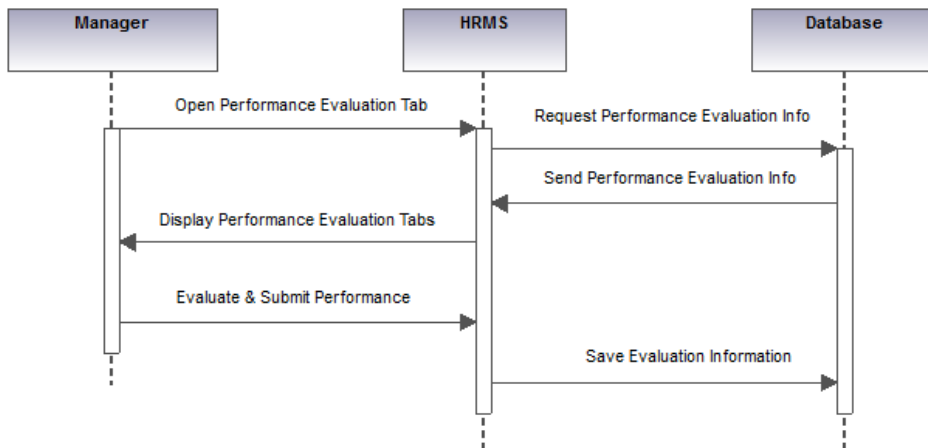 Manager
HRMS
Database
Open Performance Evaluation Tab
Request Performance Evaluation Info
Send Performance Evaluation Info
Display Performance Evaluation Tabs
Evaluate & Submit Performance
Save Evaluation Information